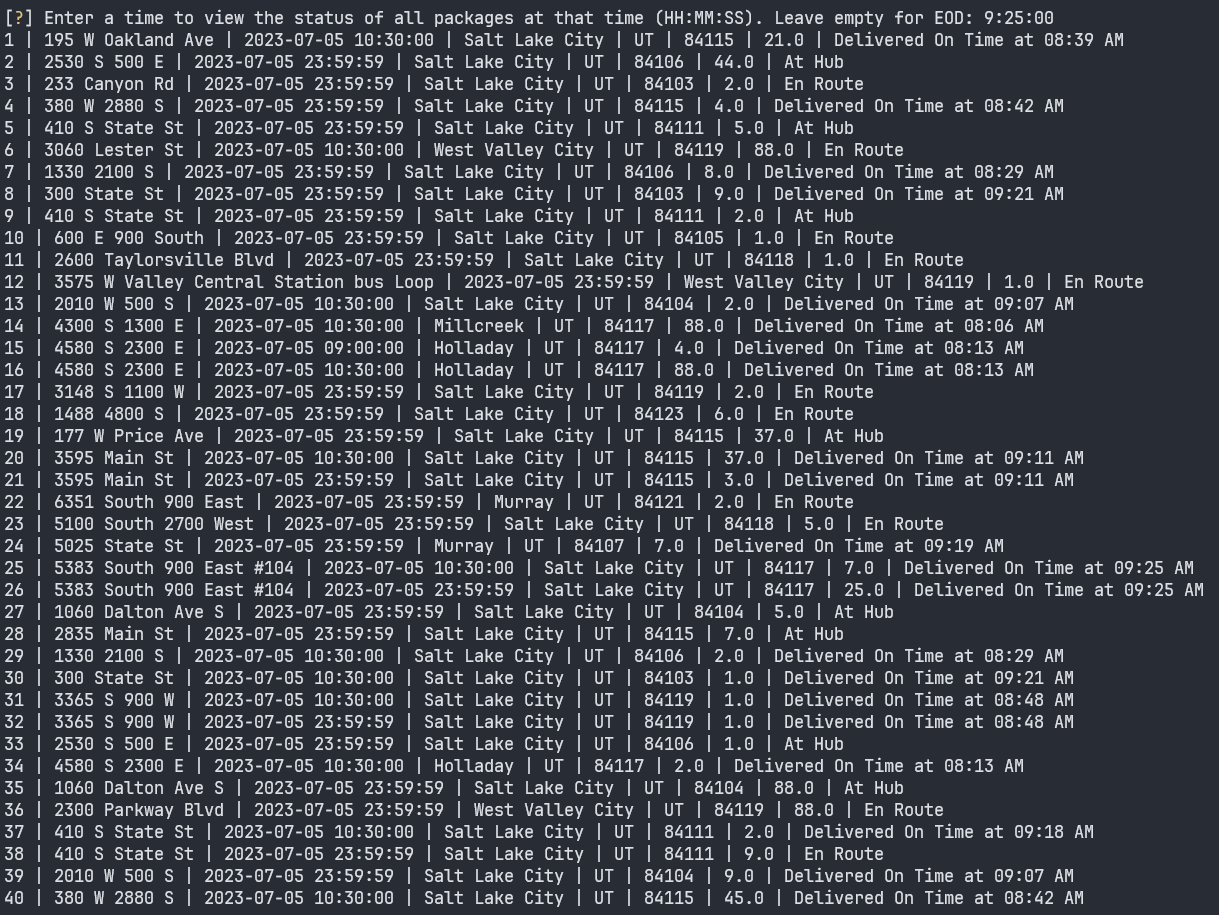 [?] Enter a time to view the status of all packages at that time (HH:MM:SS). Leave empty for EOD: 9:25:00
1 | 195 W Oakland Ave | 2023-07-05 10:30:00 | Salt Lake City | UT | 84115 | 21.0 | Delivered On Time at 08:39 AM
2 | 2530 S 500 E | 2023-07-05 23:59:59 | Salt Lake City | UT | 84106 | 44.0 | At Hub
3 | 233 Canyon Rd | 2023-07-05 23:59:59 | Salt Lake City | UT | 84103 | 2.0 | En Route
4 | 380 W 2880 S | 2023-07-05 23:59:59 | Salt Lake City | UT | 84115 | 4.0 | Delivered On Time at 08:42 AM
5 | 410 S State St | 2023-07-05 23:59:59 | Salt Lake City | UT | 84111 | 5.0 | At Hub
6 | 3060 Lester St | 2023-07-05 10:30:00 | West Valley City | UT | 84119 | 88.0 | En Route
7 | 1330 2100 S | 2023-07-05 23:59:59 | Salt Lake City | UT | 84106 | 8.0 | Delivered On Time at 08:29 AM
8 | 300 State St | 2023-07-05 23:59:59 | Salt Lake City | UT | 84103 | 9.0 | Delivered On Time at 09:21 AM
9 | 410 S State St | 2023-07-05 23:59:59 | Salt Lake City | UT | 84111 | 2.0 | At Hub
10 | 600 E 900 South | 2023-07-05 23:59:59 | Salt Lake City | UT | 84105 | 1.0 | En Route
11 | 2600 Taylorsville Blvd | 2023-07-05 23:59:59 | Salt Lake City | UT | 84118 | 1.0 | En Route
12 | 3575 W Valley Central Station bus Loop | 2023-07-05 23:59:59 | West Valley City | UT | 84119 | 1.0 | En Route
13 | 2010 W 500 S | 2023-07-05 10:30:00 | Salt Lake City | UT | 84104 | 2.0 | Delivered On Time at 09:07 AM
14 | 4300 S 1300 E | 2023-07-05 10:30:00 | Millcreek | UT | 84117 | 88.0 | Delivered On Time at 08:06 AM
15 | 4580 S 2300 E | 2023-07-05 09:00:00 | Holladay | UT | 84117 | 4.0 | Delivered On Time at 08:13 AM
16 | 4580 S 2300 E | 2023-07-05 10:30:00 | Holladay | UT | 84117 | 88.0 | Delivered On Time at 08:13 AM
17 | 3148 S 1100 W | 2023-07-05 23:59:59 | Salt Lake City | UT | 84119 | 2.0 | En Route
18 | 1488 4800 S | 2023-07-05 23:59:59 | Salt Lake City | UT | 84123 | 6.0 | En Route
19 | 177 W Price Ave | 2023-07-05 23:59:59 | Salt Lake City | UT | 84115 | 37.0 | At Hub
20 | 3595 Main St | 2023-07-05 10:30:00 | Salt Lake City | UT | 84115 | 37.0 | Delivered On Time at 09:11 AM
21 | 3595 Main St | 2023-07-05 23:59:59 | Salt Lake City | UT | 84115 | 3.0 | Delivered On Time at 09:11 AM
22 | 6351 South 900 East | 2023-07-05 23:59:59 | Murray | UT | 84121 | 2.0 | En Route
23 | 5100 South 2700 West | 2023-07-05 23:59:59 | Salt Lake City | UT | 84118 | 5.0 | En Route
24 | 5025 State St | 2023-07-05 23:59:59 | Murray | UT | 84107 | 7.0 | Delivered On Time at 09:19 AM
25 | 5383 South 900 East #104 | 2023-07-05 10:30:00 | Salt Lake City | UT | 84117 | 7.0 | Delivered On Time at 09:25 AM
26 | 5383 South 900 East #104 | 2023-07-05 23:59:59 | Salt Lake City | UT | 84117 | 25.0 | Delivered On Time at 09:25 AM
27 | 1060 Dalton Ave S | 2023-07-05 23:59:59 | Salt Lake City | UT | 84104 | 5.0 | At Hub
28 | 2835 Main St | 2023-07-05 23:59:59 | Salt Lake City | UT | 84115 | 7.0 | At Hub
29 | 1330 2100 S | 2023-07-05 10:30:00 | Salt Lake City | UT | 84106 | 2.0 | Delivered On Time at 08:29 AM
30 | 300 State St | 2023-07-05 10:30:00 | Salt Lake City | UT | 84103 | 1.0 | Delivered On Time at 09:21 AM
31 | 3365 S 900 W | 2023-07-05 10:30:00 | Salt Lake City | UT | 84119 | 1.0 | Delivered On Time at 08:48 AM
32 | 3365 S 900 W | 2023-07-05 23:59:59 | Salt Lake City | UT | 84119 | 1.0 | Delivered On Time at 08:48 AM
33 | 2530 S 500 E | 2023-07-05 23:59:59 | Salt Lake City | UT | 84106 | 1.0 | At Hub
34 | 4580 S 2300 E | 2023-07-05 10:30:00 | Holladay | UT | 84117 | 2.0 | Delivered On Time at 08:13 AM
35 | 1060 Dalton Ave S | 2023-07-05 23:59:59 | Salt Lake City | UT | 84104 | 88.0 | At Hub
36 | 2300 Parkway Blvd | 2023-07-05 23:59:59 | West Valley City | UT | 84119 | 88.0 | En Route
37 | 410 S State St | 2023-07-05 10:30:00 | Salt Lake City | UT | 84111 | 2.0 | Delivered On Time at 09:18 AM
38 | 410 S State St | 2023-07-05 23:59:59 | Salt Lake City | UT | 84111 | 9.0 | En Route
39 | 2010 W 500 S | 2023-07-05 23:59:59 | Salt Lake City | UT | 84104 | 9.0 | Delivered On Time at 09:07 AM
40 | 380 W 2880 S | 2023-07-05 10:30:00 | Salt Lake City | UT | 84115 | 45.0 | Delivered On Time at 08:42 AM